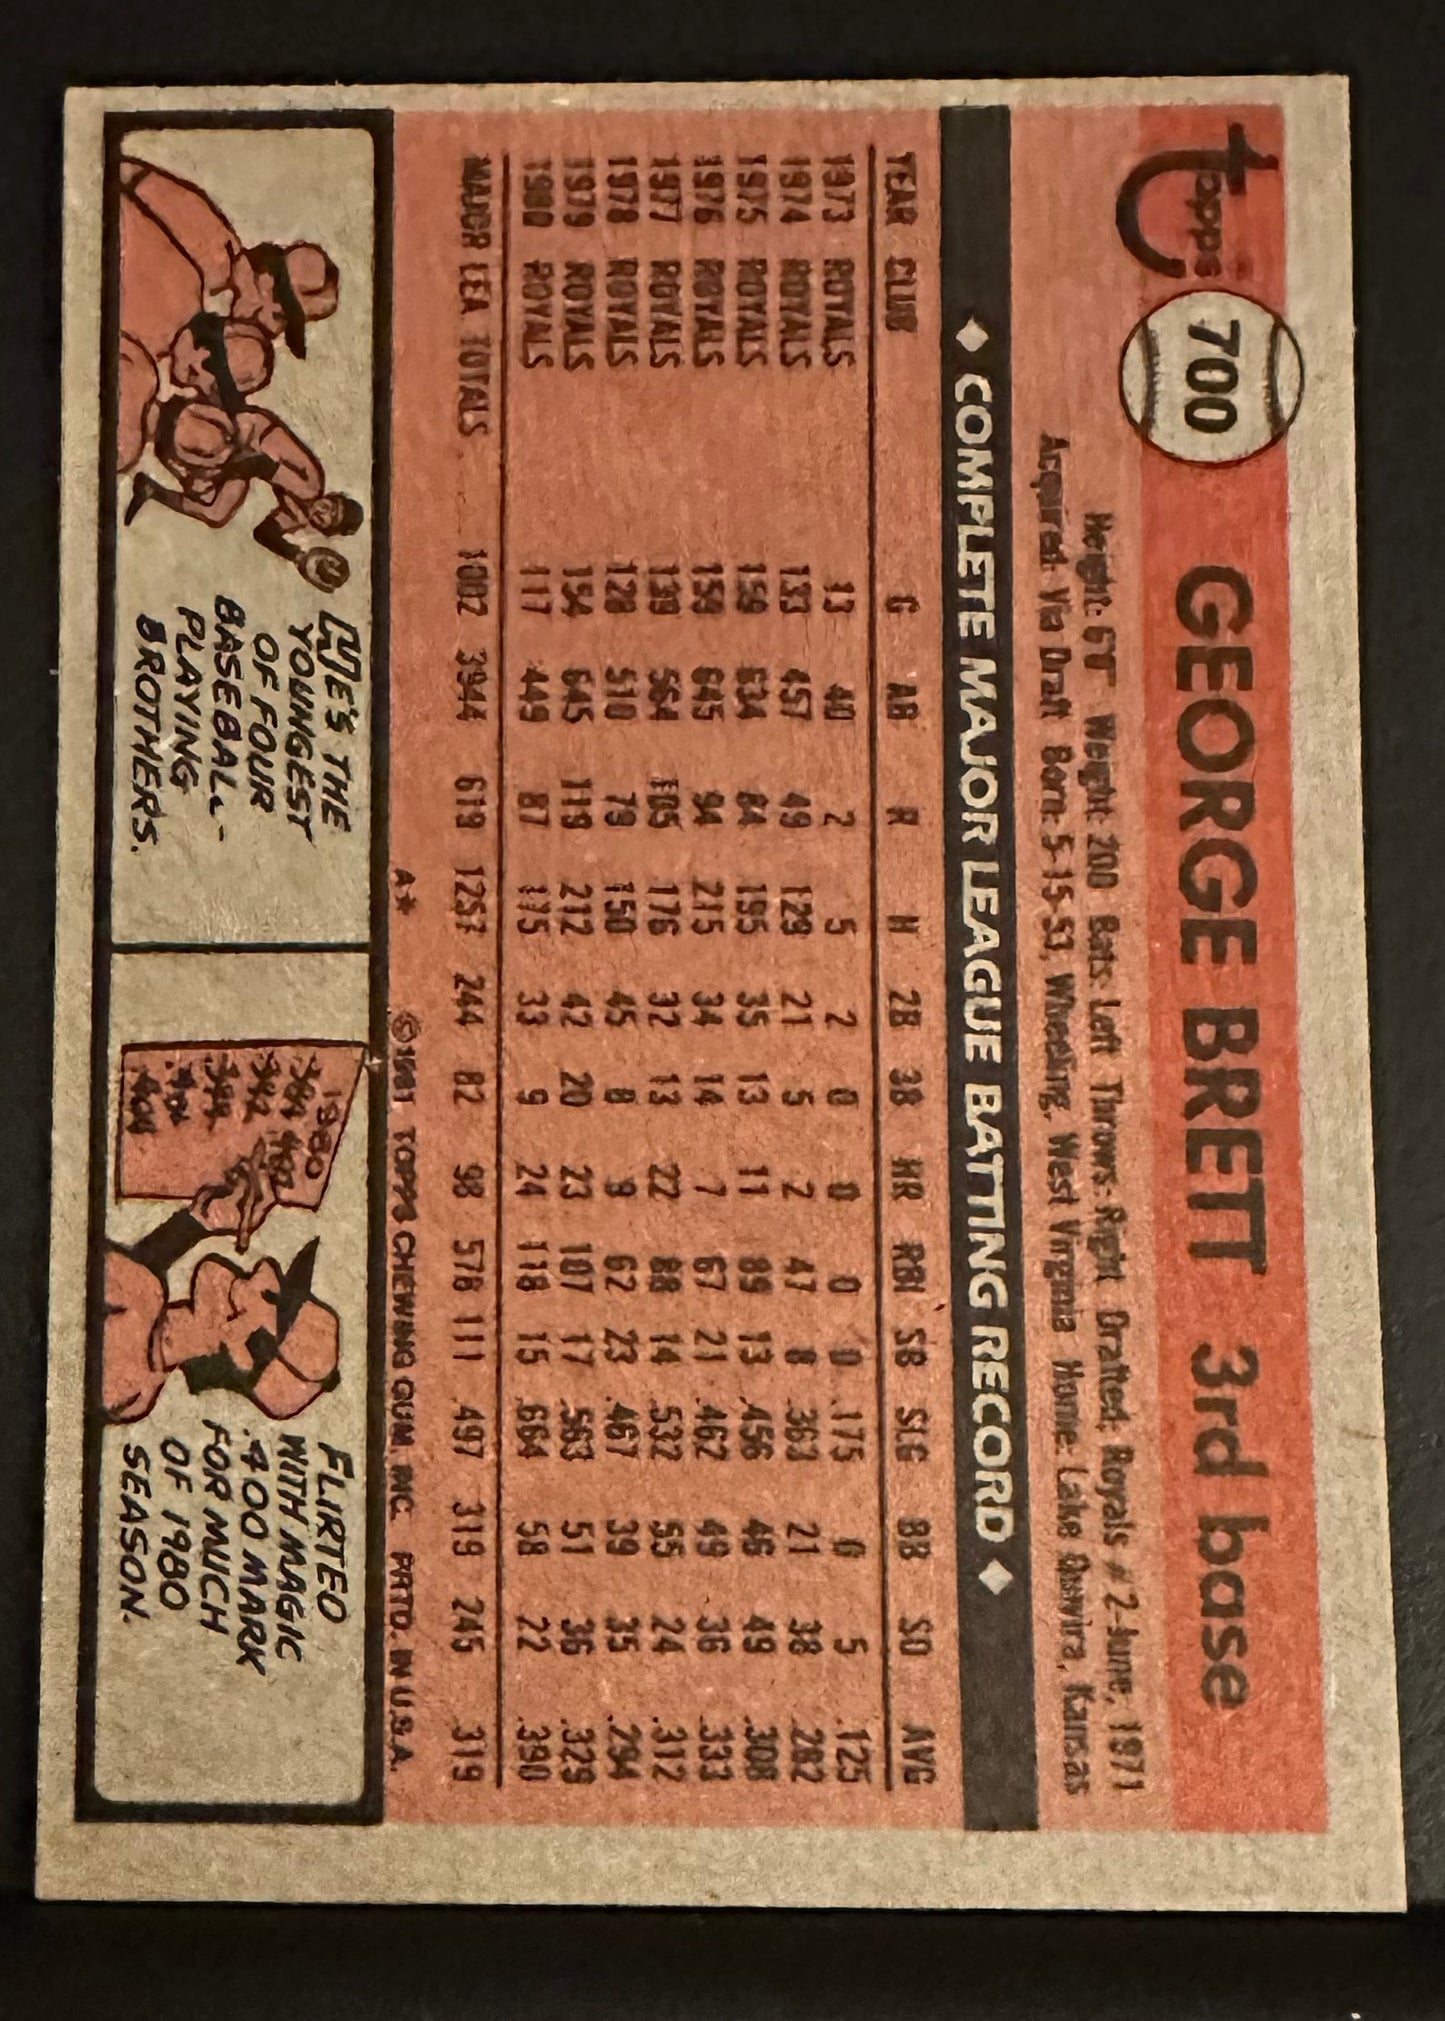 topps
700
GEORGE BRETT 3rd base
Height: 6'0" Weight: 200 Bats: Left Throws: Right Drafted: Royals #2-June, 1971
Acquired: Via Draft Born: 5-15-53, Wheeling, West Virginia Home: Lake Quivira, Kansas
◆ COMPLETE MAJOR LEAGUE BATTING RECORD ◆
YEAR CLUB G AB R H 2B 3B HR RBI SB SLG BB SO AVG
1973 ROYALS 13 40 2 5 2 0 0 0 0 .175 0 5 .125
1974 ROYALS 133 457 49 129 21 5 2 47 8 .363 21 38 .282
1975 ROYALS 159 634 84 195 35 13 11 89 13 .456 46 49 .308
1976 ROYALS 159 645 94 215 34 14 7 67 21 .462 49 36 .333
1977 ROYALS 139 564 105 176 32 13 22 88 14 .532 55 24 .312
1978 ROYALS 128 510 79 150 45 8 9 62 23 .467 39 35 .294
1979 ROYALS 154 645 119 212 42 20 23 107 17 .563 51 36 .329
1980 ROYALS 117 449 87 175 33 9 24 118 15 .664 58 22 .390
MAJOR LEA TOTALS 1002 3944 619 1257 244 82 98 578 111 .497 319 245 .319
A* ©1981 TOPPS CHEWING GUM, INC. PRTD. IN U.S.A.
HE'S THE
YOUNGEST
OF FOUR
BASEBALL-
PLAYING
BROTHERS.
1980
.384 .402
.342
.398
.401
.404
FLIRTED
WITH MAGIC
.400 MARK
FOR MUCH
OF 1980
SEASON.